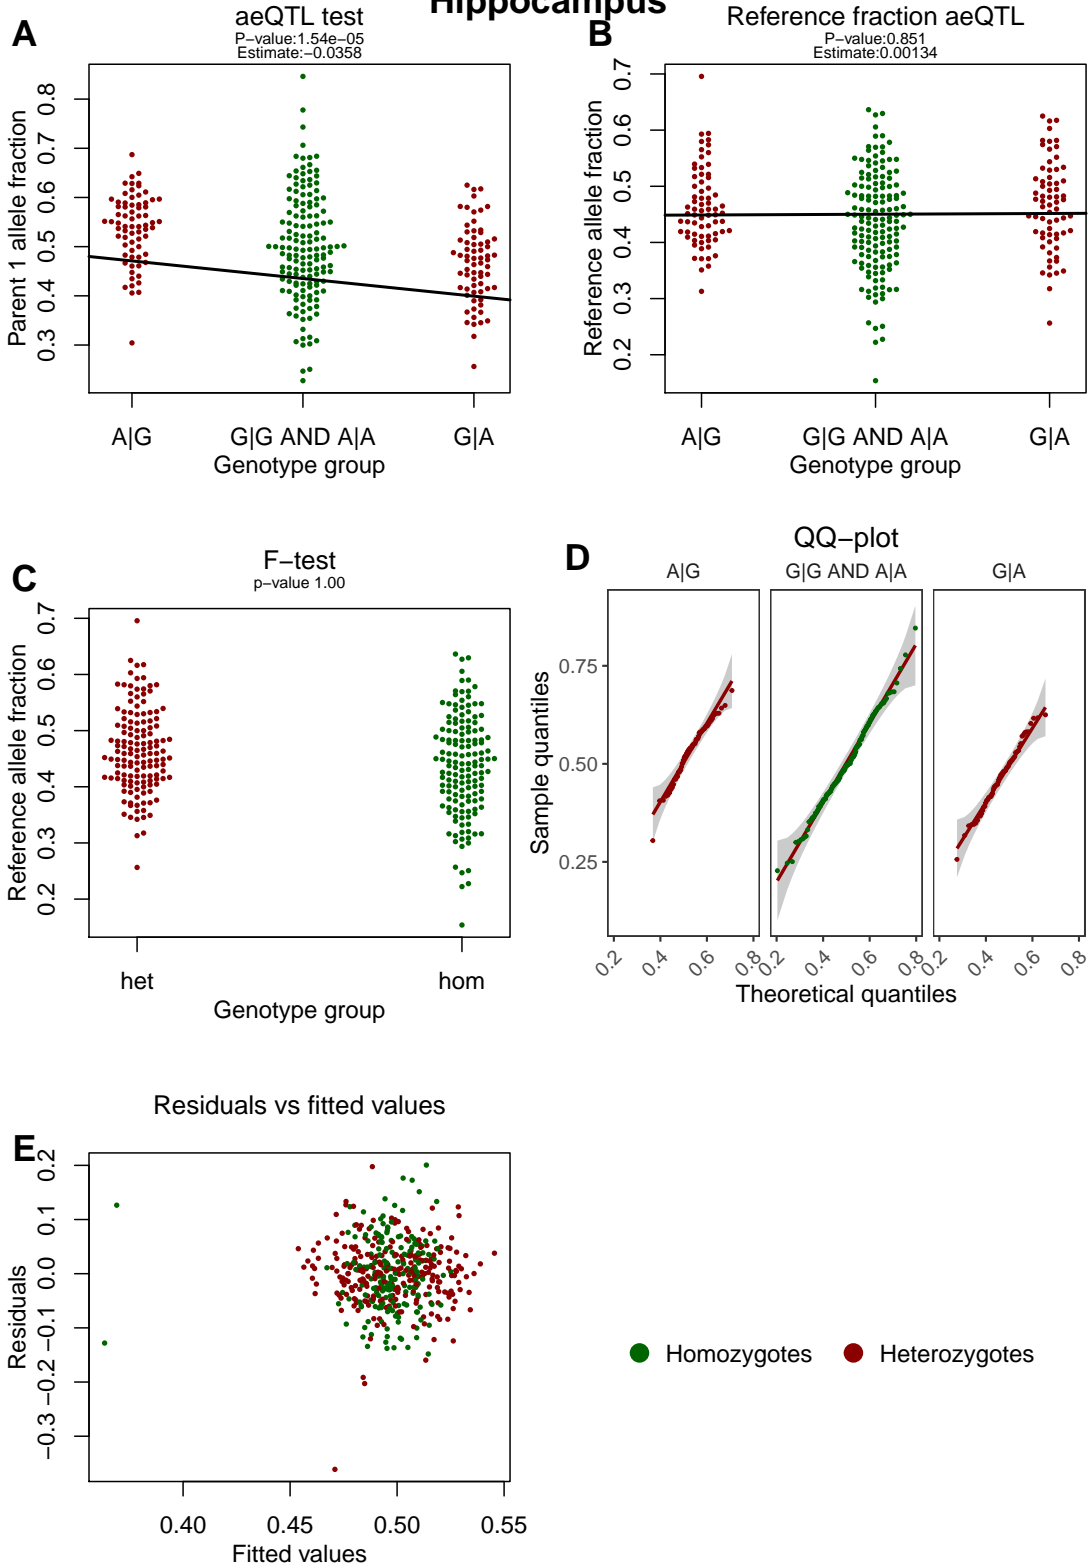 Hippocampus
A
aeQTL test
P−value:1.54e−05
Estimate:−0.0358
Parent 1 allele fraction
0.8
0.7
0.6
0.5
0.4
0.3
A|G
G|G AND A|A
G|A
Genotype group
B
Reference fraction aeQTL
P−value:0.851
Estimate:0.00134
Reference allele fraction
0.7
0.6
0.5
0.4
0.3
0.2
A|G
G|G AND A|A
G|A
Genotype group
C
F−test
p−value 1.00
Reference allele fraction
0.7
0.6
0.5
0.4
0.3
0.2
het
hom
Genotype group
D
QQ−plot
A|G
G|G AND A|A
G|A
Sample quantiles
0.75
0.50
0.25
0.2
0.4
0.6
0.8
0.2
0.4
0.6
0.8
0.2
0.4
0.6
0.8
Theoretical quantiles
Residuals vs fitted values
E
Residuals
0.2
0.1
0.0
−0.1
−0.2
−0.3
0.40
0.45
0.50
0.55
Fitted values
Homozygotes
Heterozygotes